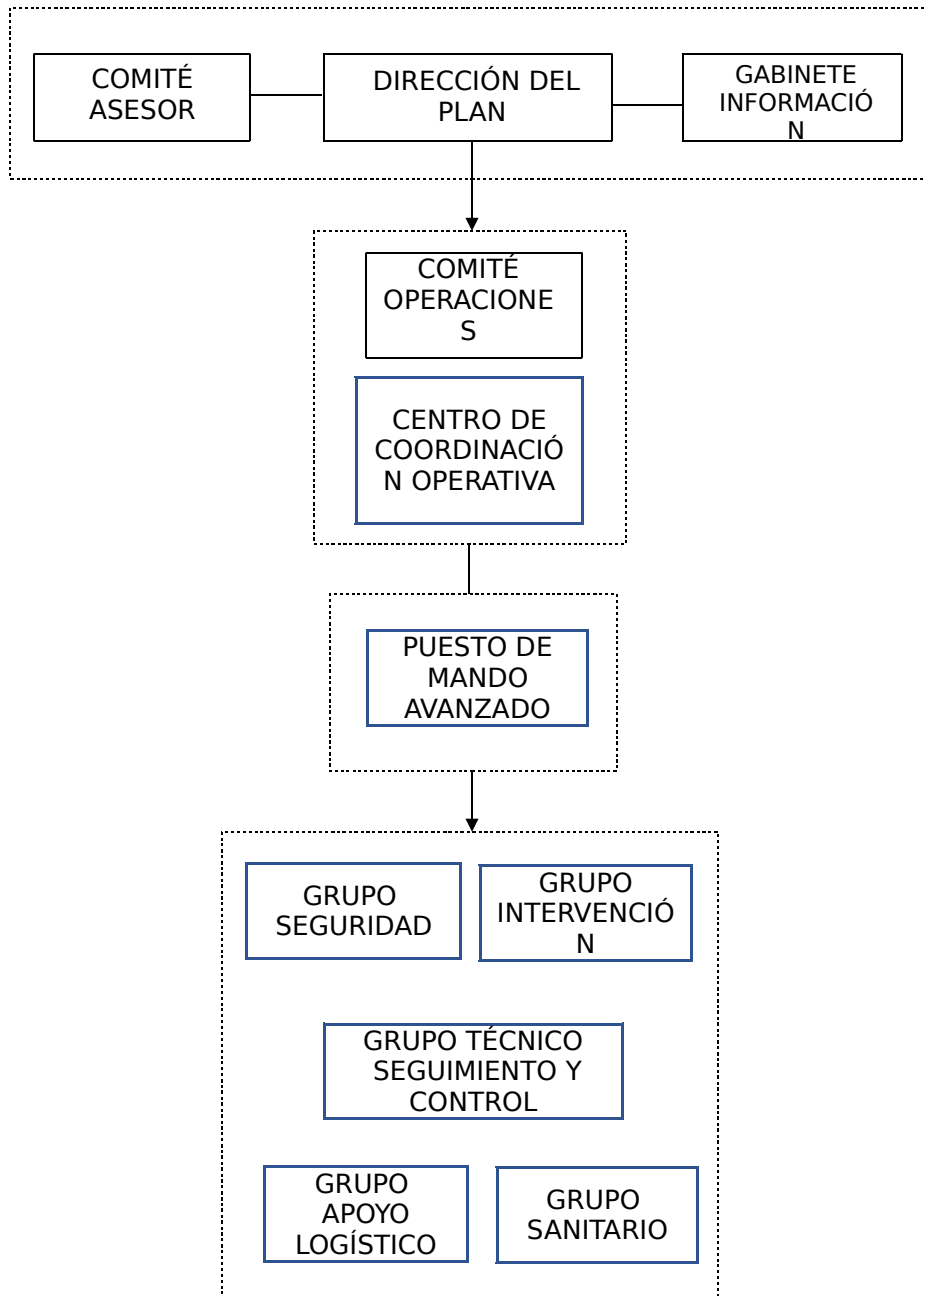 COMITÉ
ASESOR
DIRECCIÓN DEL
PLAN
GABINETE
INFORMACIÓ
N
COMITÉ
OPERACIONE
S
CENTRO DE
COORDINACIÓ
N OPERATIVA
PUESTO DE
MANDO
AVANZADO
GRUPO
SEGURIDAD
GRUPO
INTERVENCIÓ
N
GRUPO TÉCNICO
SEGUIMIENTO Y
CONTROL
GRUPO
APOYO
LOGÍSTICO
GRUPO
SANITARIO